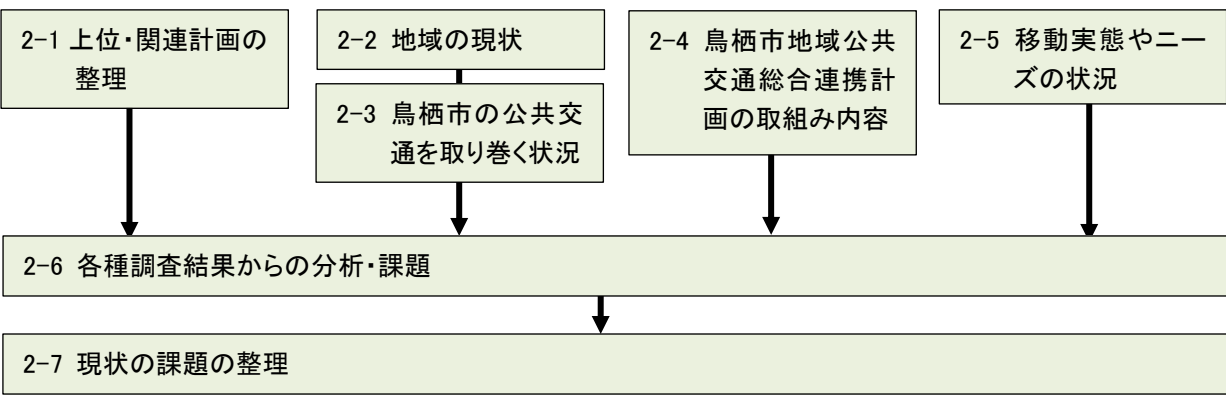 2-1 上位・関連計画の
整理
2-2 地域の現状
2-3 鳥栖市の公共交
通を取り巻く状況
2-4 鳥栖市地域公共
交通総合連携計
画の取組み内容
2-5 移動実態やニー
ズの状況
2-6 各種調査結果からの分析・課題
2-7 現状の課題の整理